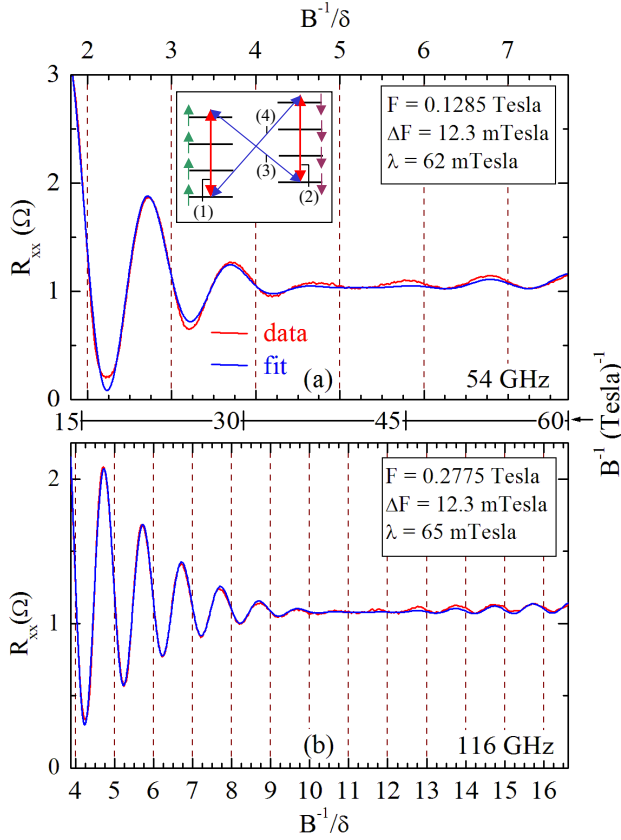 B⁻¹/δ
2 3 4 5 6 7
3
2
1
0
R_xx (Ω)
(4)
(3)
(1)
(2)
F = 0.1285 Tesla
ΔF = 12.3 mTesla
λ = 62 mTesla
data
fit
(a)
54 GHz
15 30 45 60
B⁻¹ (Tesla)⁻¹
2
1
0
R_xx(Ω)
F = 0.2775 Tesla
ΔF = 12.3 mTesla
λ = 65 mTesla
(b)
116 GHz
4 5 6 7 8 9 10 11 12 13 14 15 16
B⁻¹/δ